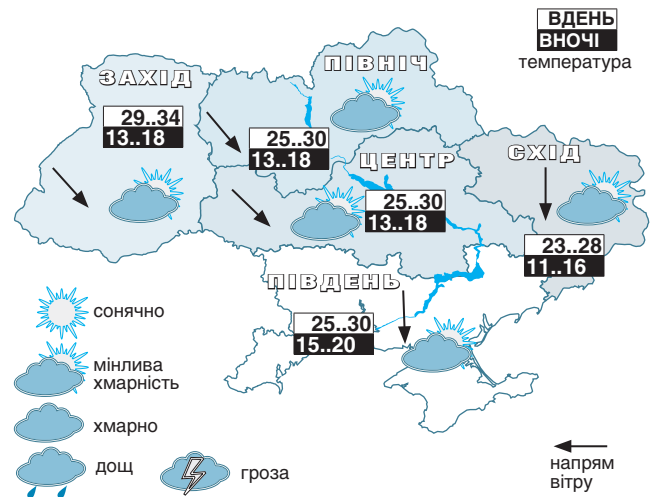 ВДЕНЬ
ВНОЧІ
температура
ПІВНІЧ
ЗАХІД
29..34
13..18
25..30
13..18
ЦЕНТР
СХІД
25..30
13..18
23..28
11..16
ПІВДЕНЬ
25..30
15..20
сонячно
мінлива
хмарність
хмарно
дощ
гроза
напрям
вітру